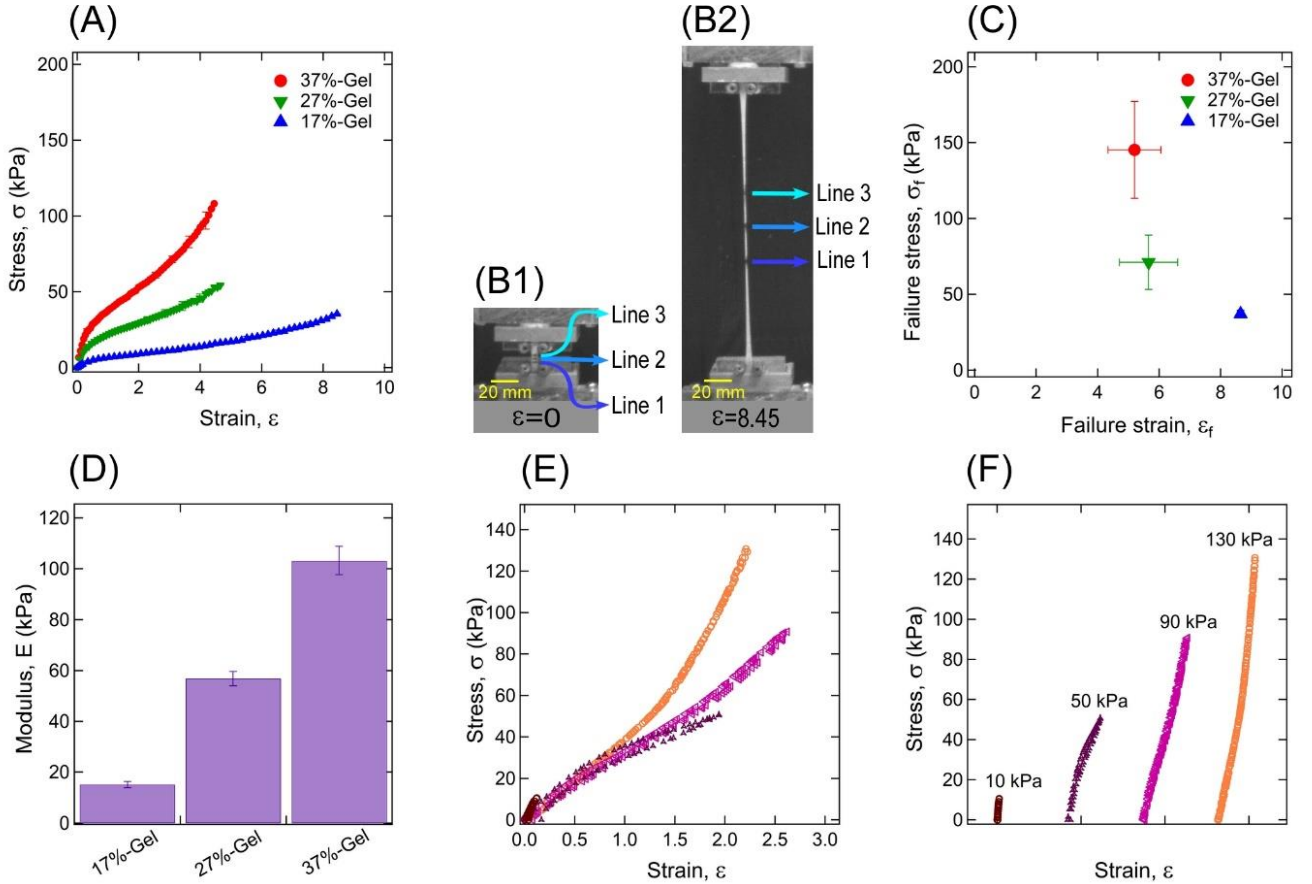 (A)
200
150
100
50
0
0
2
4
6
8
10
Stress, σ (kPa)
Strain, ε
37%-Gel
27%-Gel
17%-Gel
(B1)
Line 3
Line 2
Line 1
20 mm
ε=0
(B2)
Line 3
Line 2
Line 1
20 mm
ε=8.45
(C)
200
150
100
50
0
0
2
4
6
8
10
Failure stress, σf (kPa)
Failure strain, εf
37%-Gel
27%-Gel
17%-Gel
(D)
120
100
80
60
40
20
0
Modulus, E (kPa)
17%-Gel
27%-Gel
37%-Gel
(E)
140
120
100
80
60
40
20
0
0.0
0.5
1.0
1.5
2.0
2.5
3.0
Stress, σ (kPa)
Strain, ε
(F)
140
120
100
80
60
40
20
0
Stress, σ (kPa)
10 kPa
50 kPa
90 kPa
130 kPa
Strain, ε